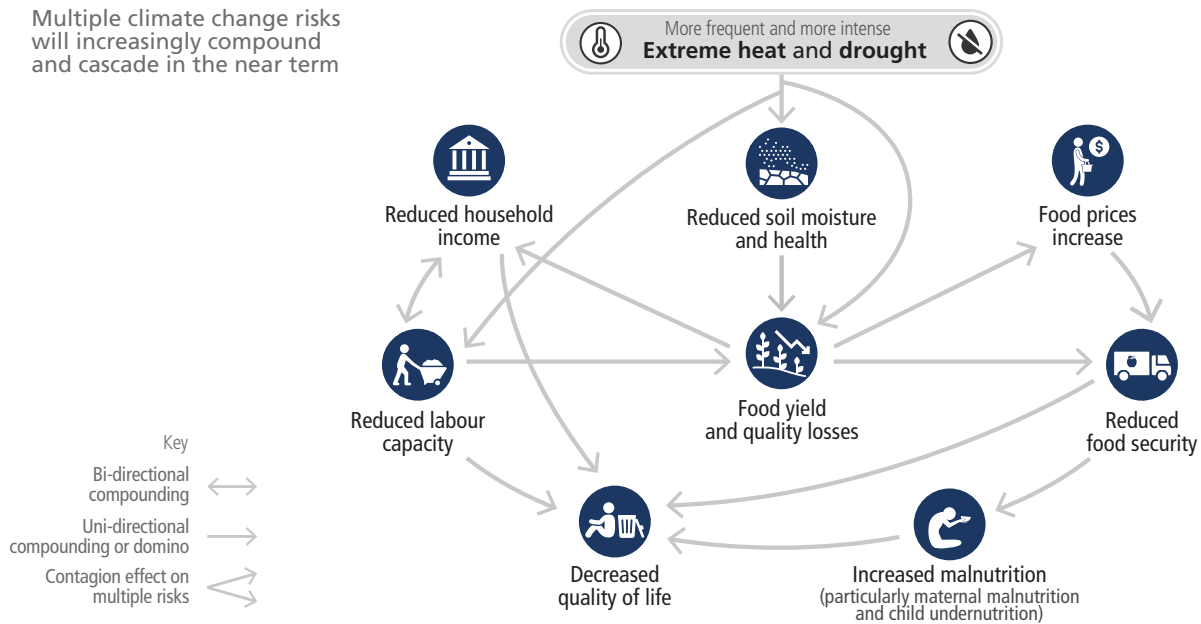 Multiple climate change risks
will increasingly compound
and cascade in the near term
More frequent and more intense
Extreme heat and drought
Reduced household
income
Reduced soil moisture
and health
$
Food prices
increase
Reduced labour
capacity
Food yield
and quality losses
Reduced
food security
Key
Bi-directional
compounding
Uni-directional
compounding or domino
Contagion effect on
multiple risks
Decreased
quality of life
Increased malnutrition
(particularly maternal malnutrition
and child undernutrition)